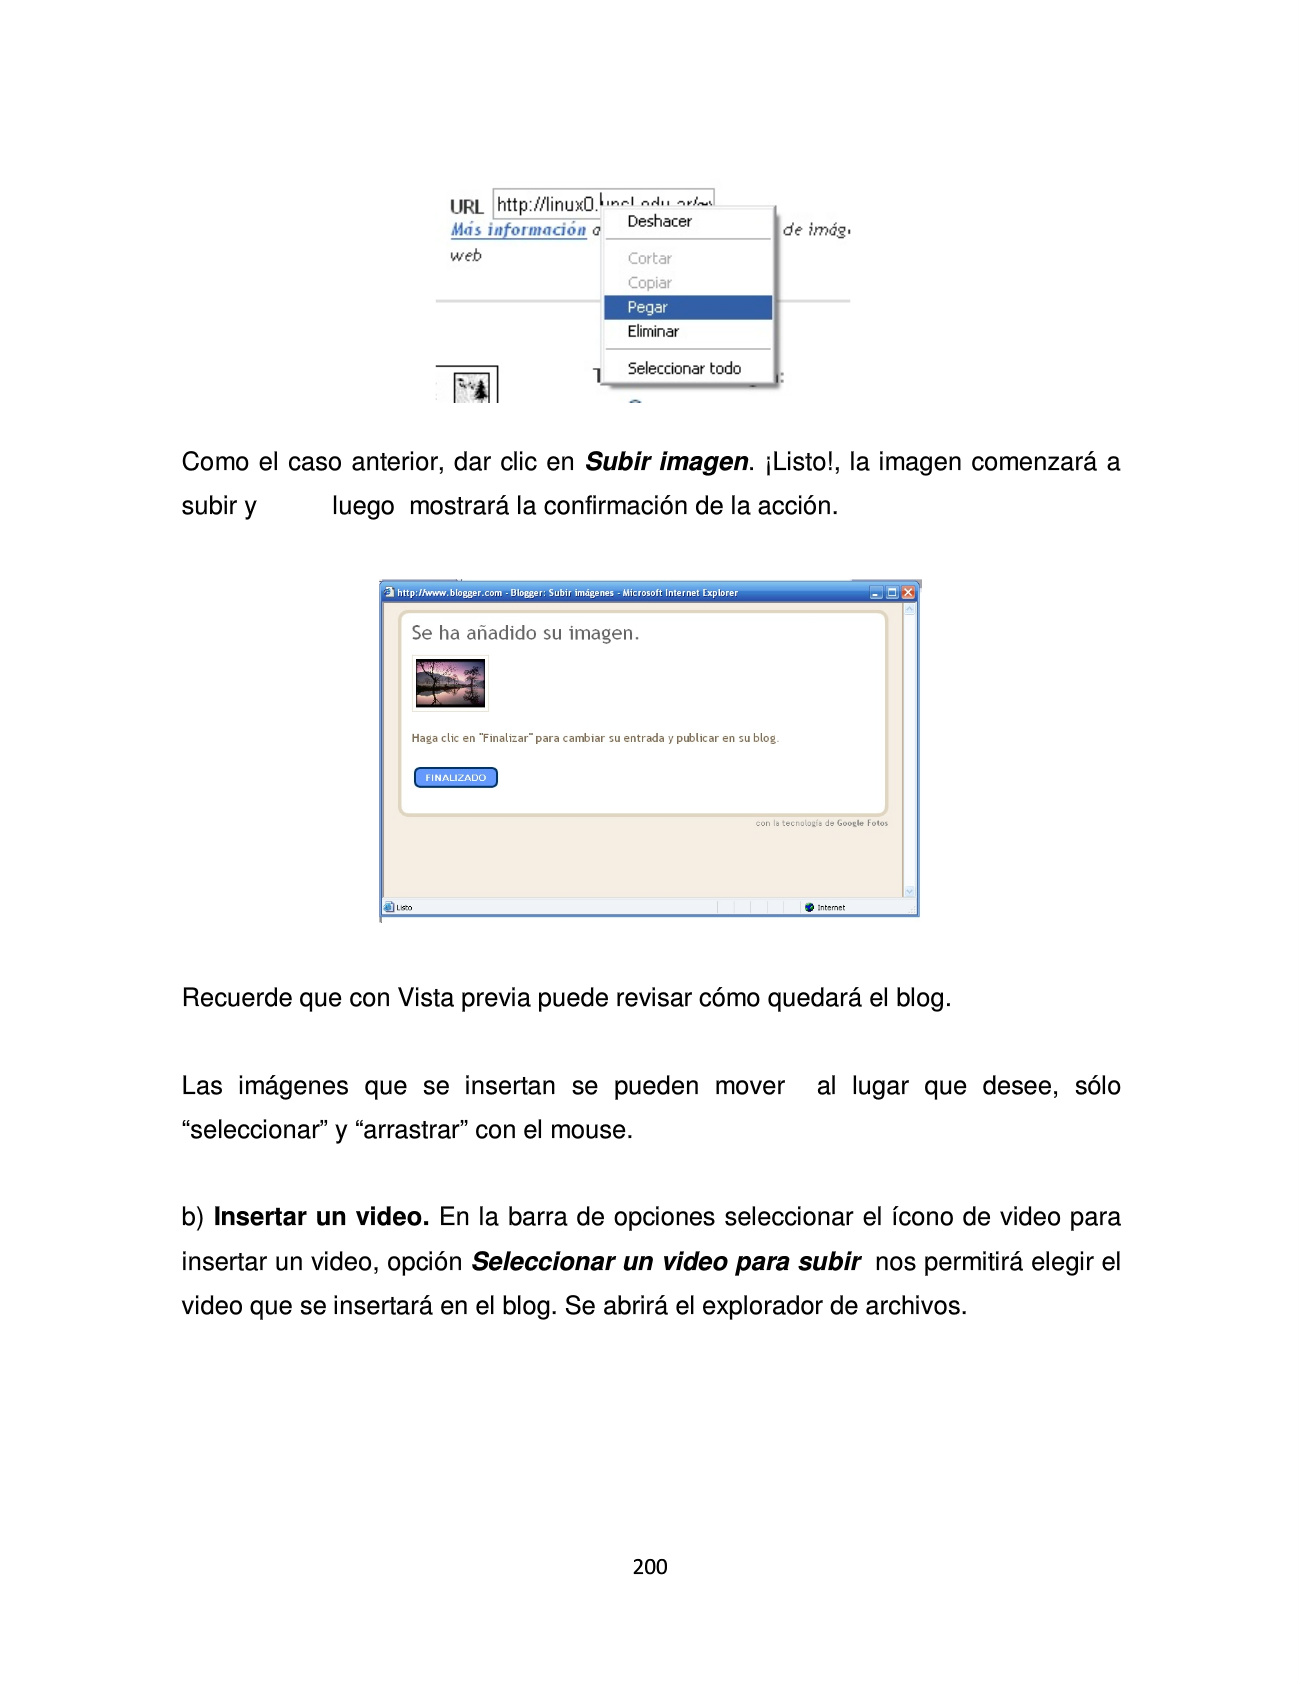 URL http://linux0.
Más información
de imág
web
Deshacer
Cortar
Copiar
Pegar
Eliminar
Seleccionar todo
Como el caso anterior, dar clic en Subir imagen. ¡Listo!, la imagen comenzará a
subir y luego mostrará la confirmación de la acción.
http://www.blogger.com - Blogger: Subir imágenes - Microsoft Internet Explorer
Se ha añadido su imagen.
Haga clic en "Finalizar" para cambiar su entrada y publicar en su blog.
FINALIZADO
con la tecnología de Google Fotos
Listo Internet
Recuerde que con Vista previa puede revisar cómo quedará el blog.
Las imágenes que se insertan se pueden mover al lugar que desee, sólo
“seleccionar” y “arrastrar” con el mouse.
b) Insertar un video. En la barra de opciones seleccionar el ícono de video para
insertar un video, opción Seleccionar un video para subir nos permitirá elegir el
video que se insertará en el blog. Se abrirá el explorador de archivos.
200